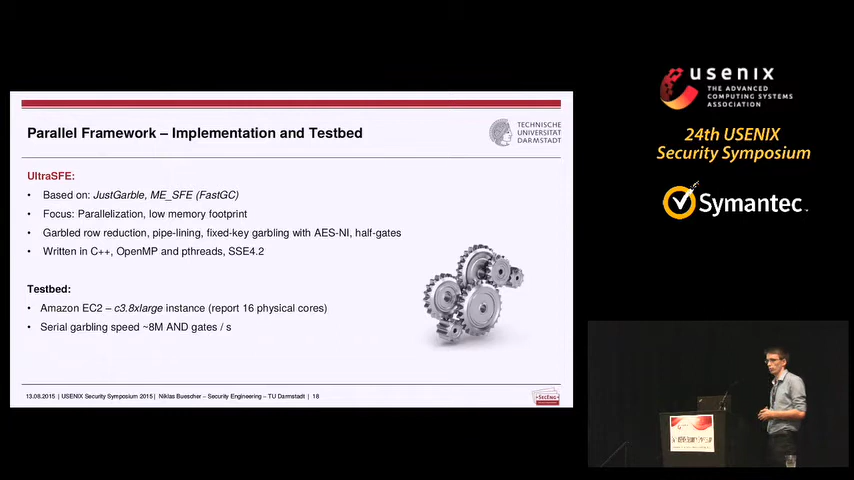 Parallel Framework – Implementation and Testbed
TECHNISCHE
UNIVERSITÄT
DARMSTADT
UltraSFE:
• Based on: JustGarble, ME_SFE (FastGC)
• Focus: Parallelization, low memory footprint
• Garbled row reduction, pipe-lining, fixed-key garbling with AES-NI, half-gates
• Written in C++, OpenMP and pthreads, SSE4.2
Testbed:
• Amazon EC2 – c3.8xlarge instance (report 16 physical cores)
• Serial garbling speed ~8M AND gates / s
13.08.2015 | USENIX Security Symposium 2015 | Niklas Buescher – Security Engineering – TU Darmstadt | 18
SecEng
usenix
THE ADVANCED
COMPUTING SYSTEMS
ASSOCIATION
24th USENIX
Security Symposium
Symantec.